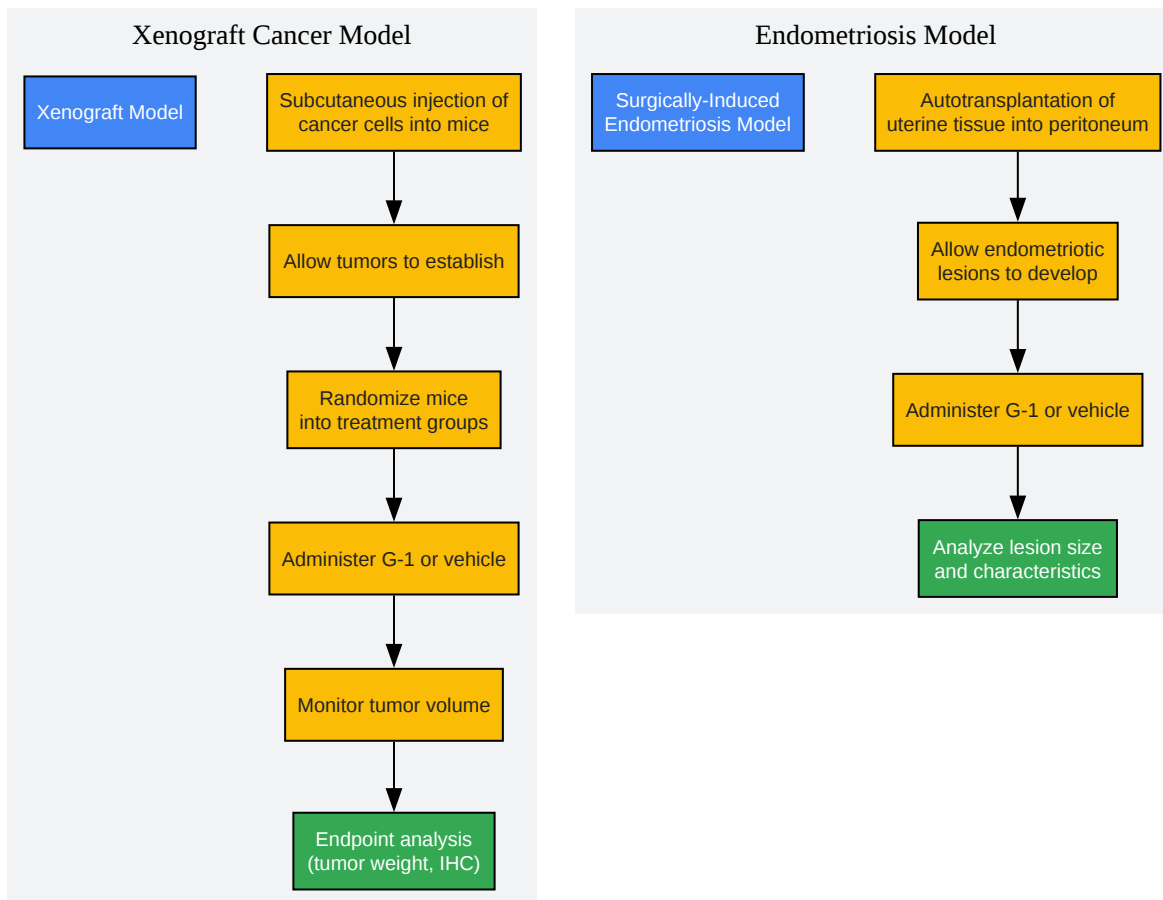 Xenograft Cancer Model
Xenograft Model
Subcutaneous injection of
cancer cells into mice
Allow tumors to establish
Randomize mice
into treatment groups
Administer G-1 or vehicle
Monitor tumor volume
Endpoint analysis
(tumor weight, IHC)
Endometriosis Model
Surgically-Induced
Endometriosis Model
Autotransplantation of
uterine tissue into peritoneum
Allow endometriotic
lesions to develop
Administer G-1 or vehicle
Analyze lesion size
and characteristics